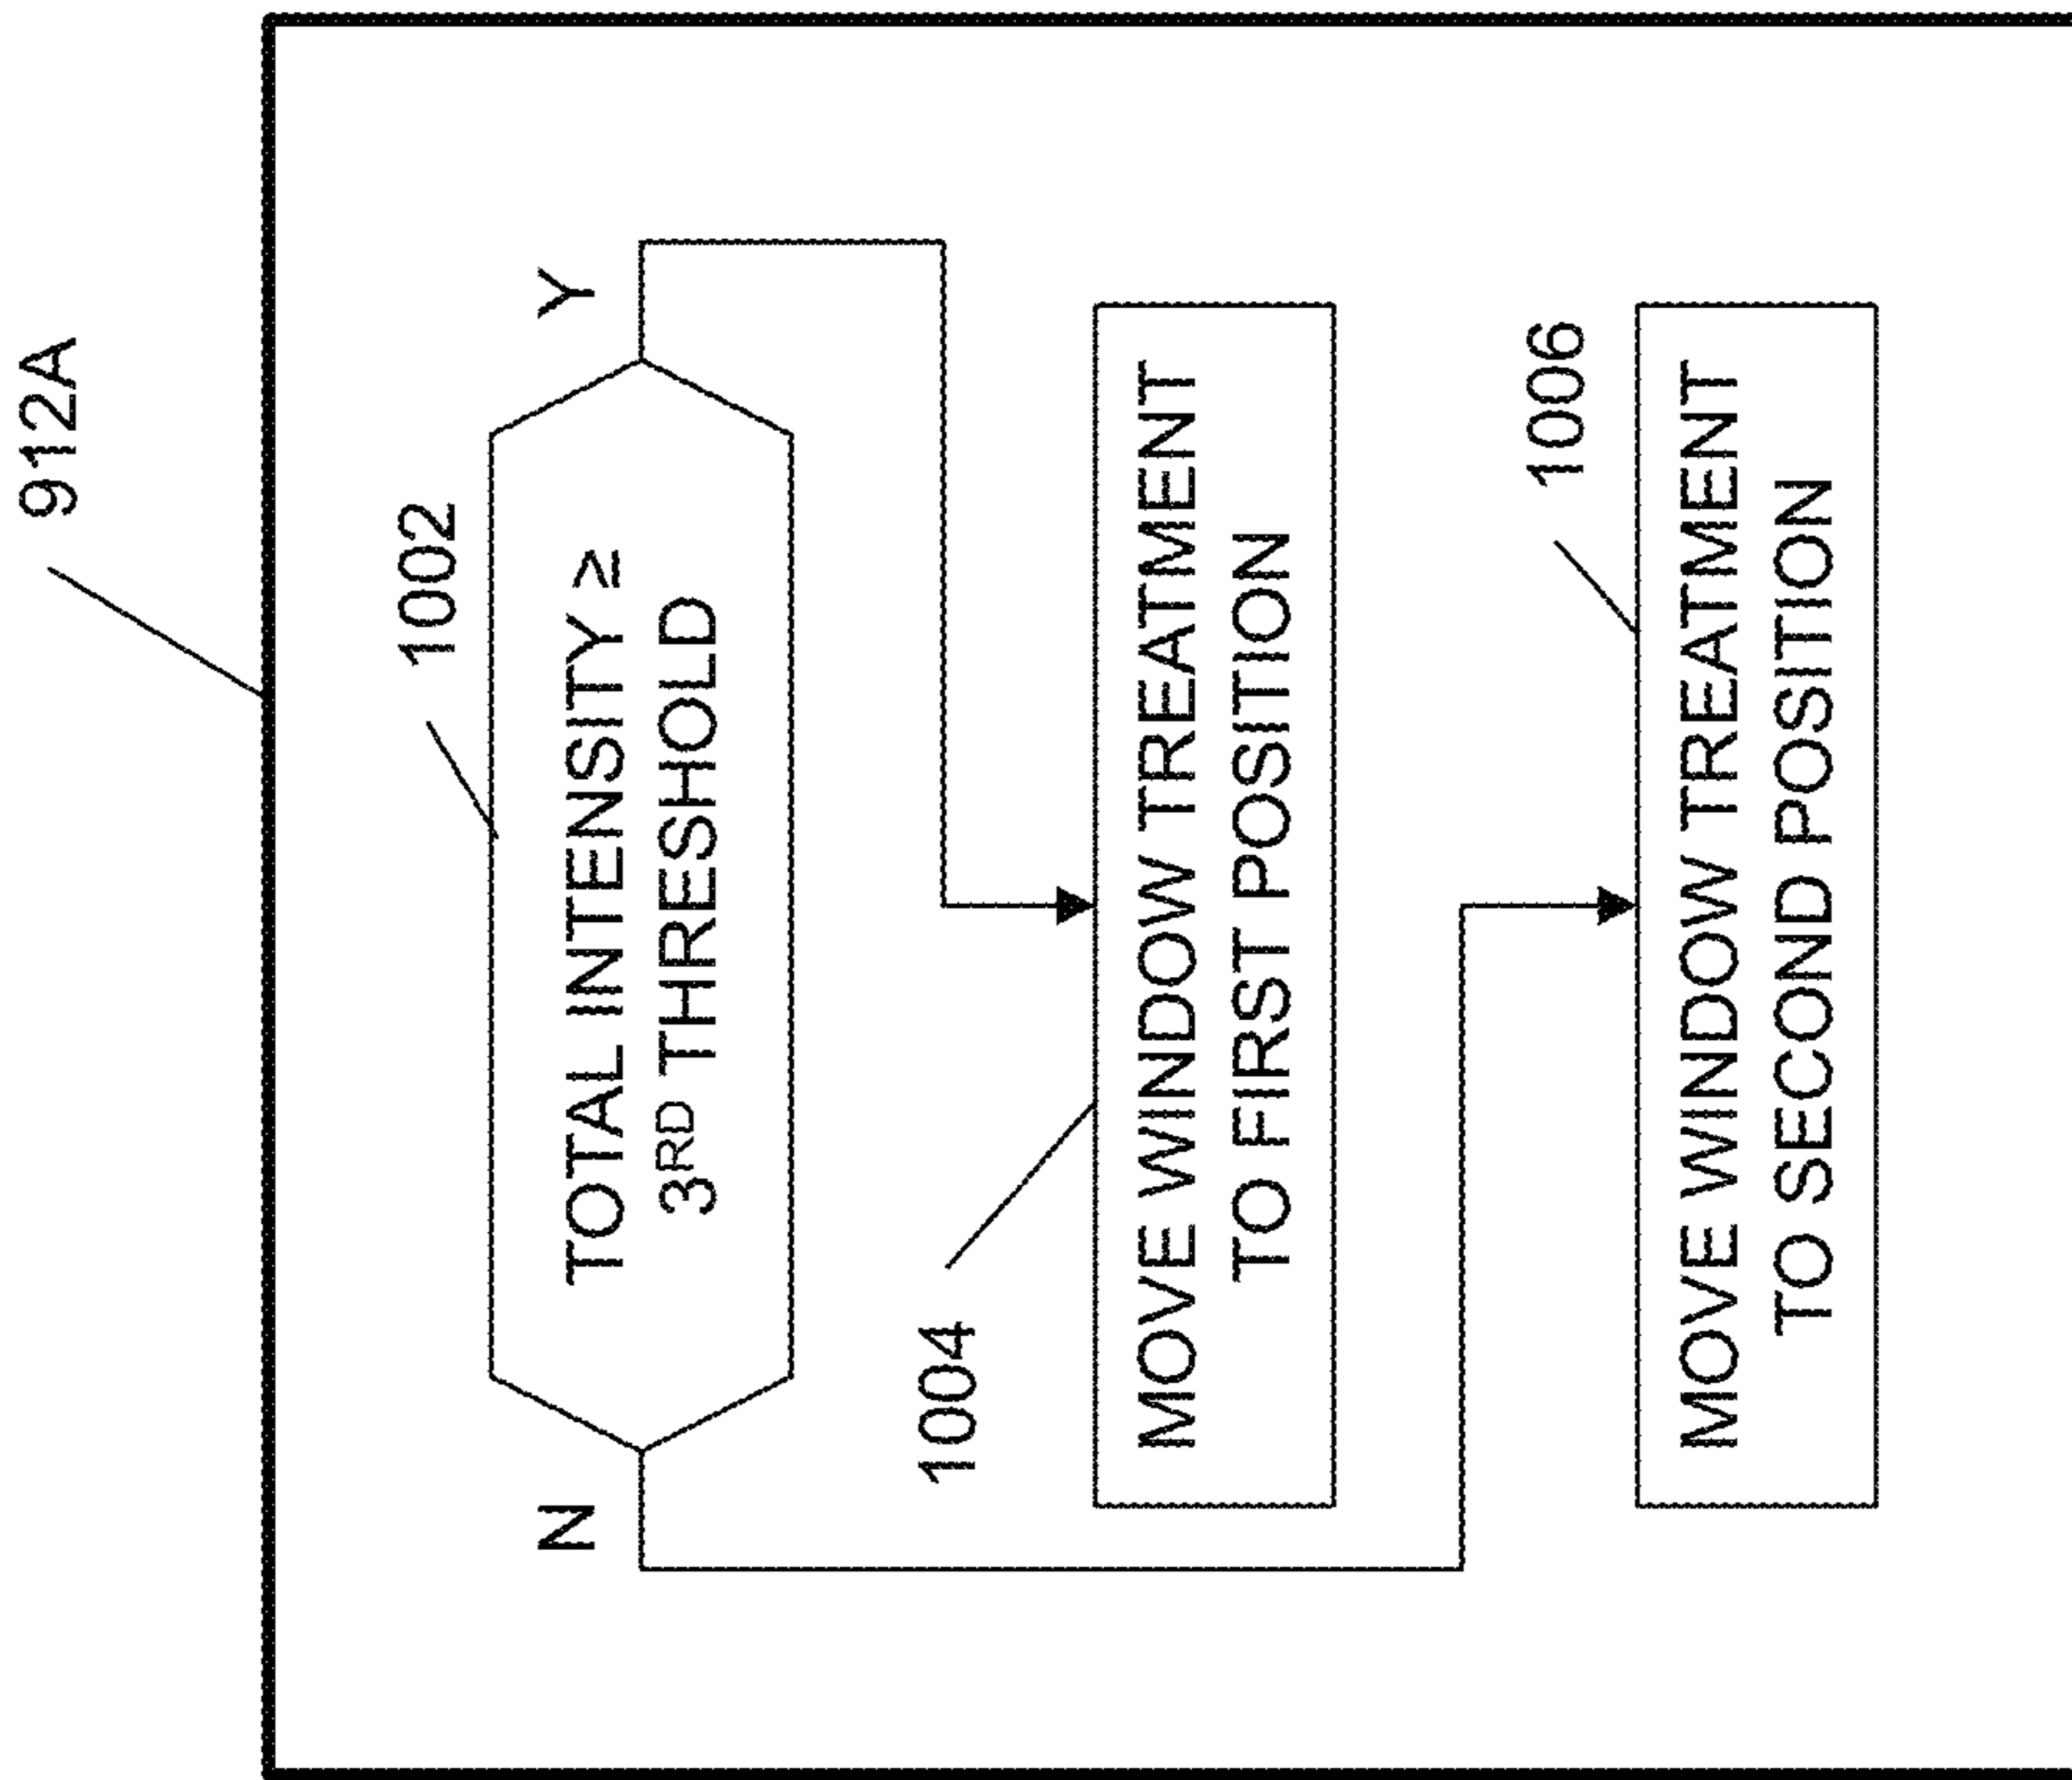 912A
1002
TOTAL INTENSITY ≥
3RD THRESHOLD
N
Y
1004
MOVE WINDOW TREATMENT
TO FIRST POSITION
1006
MOVE WINDOW TREATMENT
TO SECOND POSITION